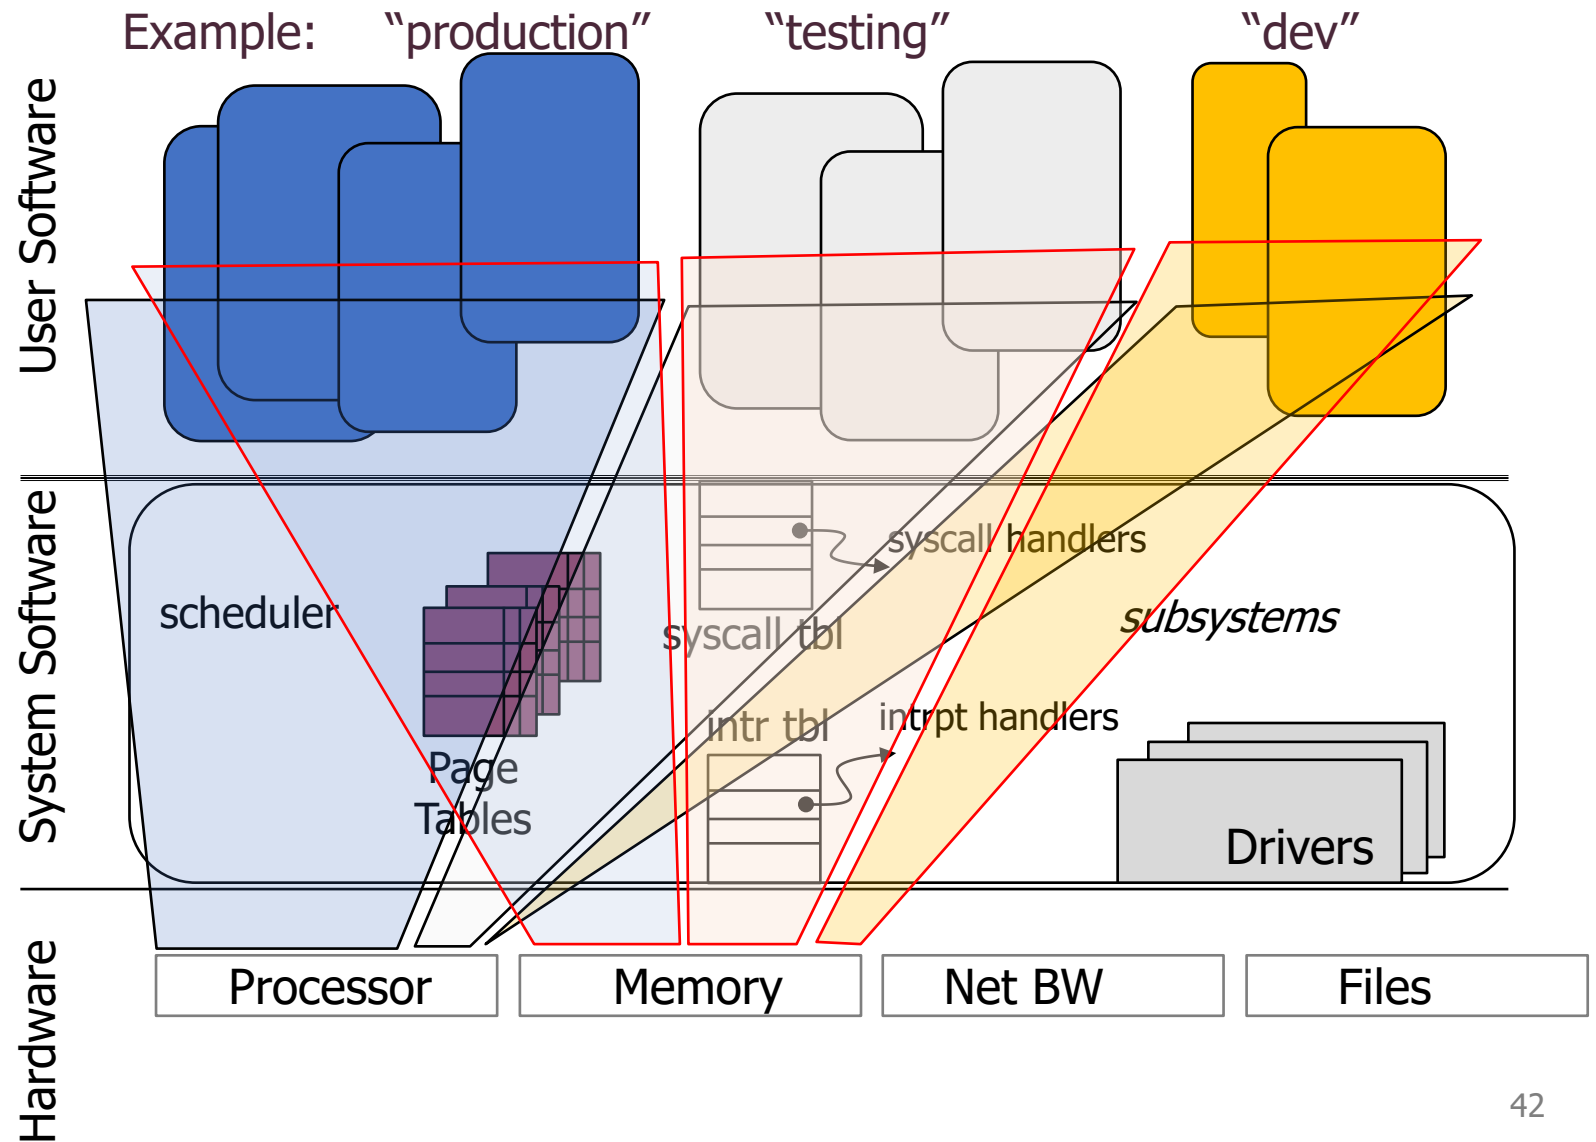 Example: “production” “testing” “dev”
User Software
System Software
Hardware
syscall handlers
scheduler
subsystems
syscall tbl
intr tbl
intrpt handlers
Page
Tables
Drivers
Processor
Memory
Net BW
Files
42